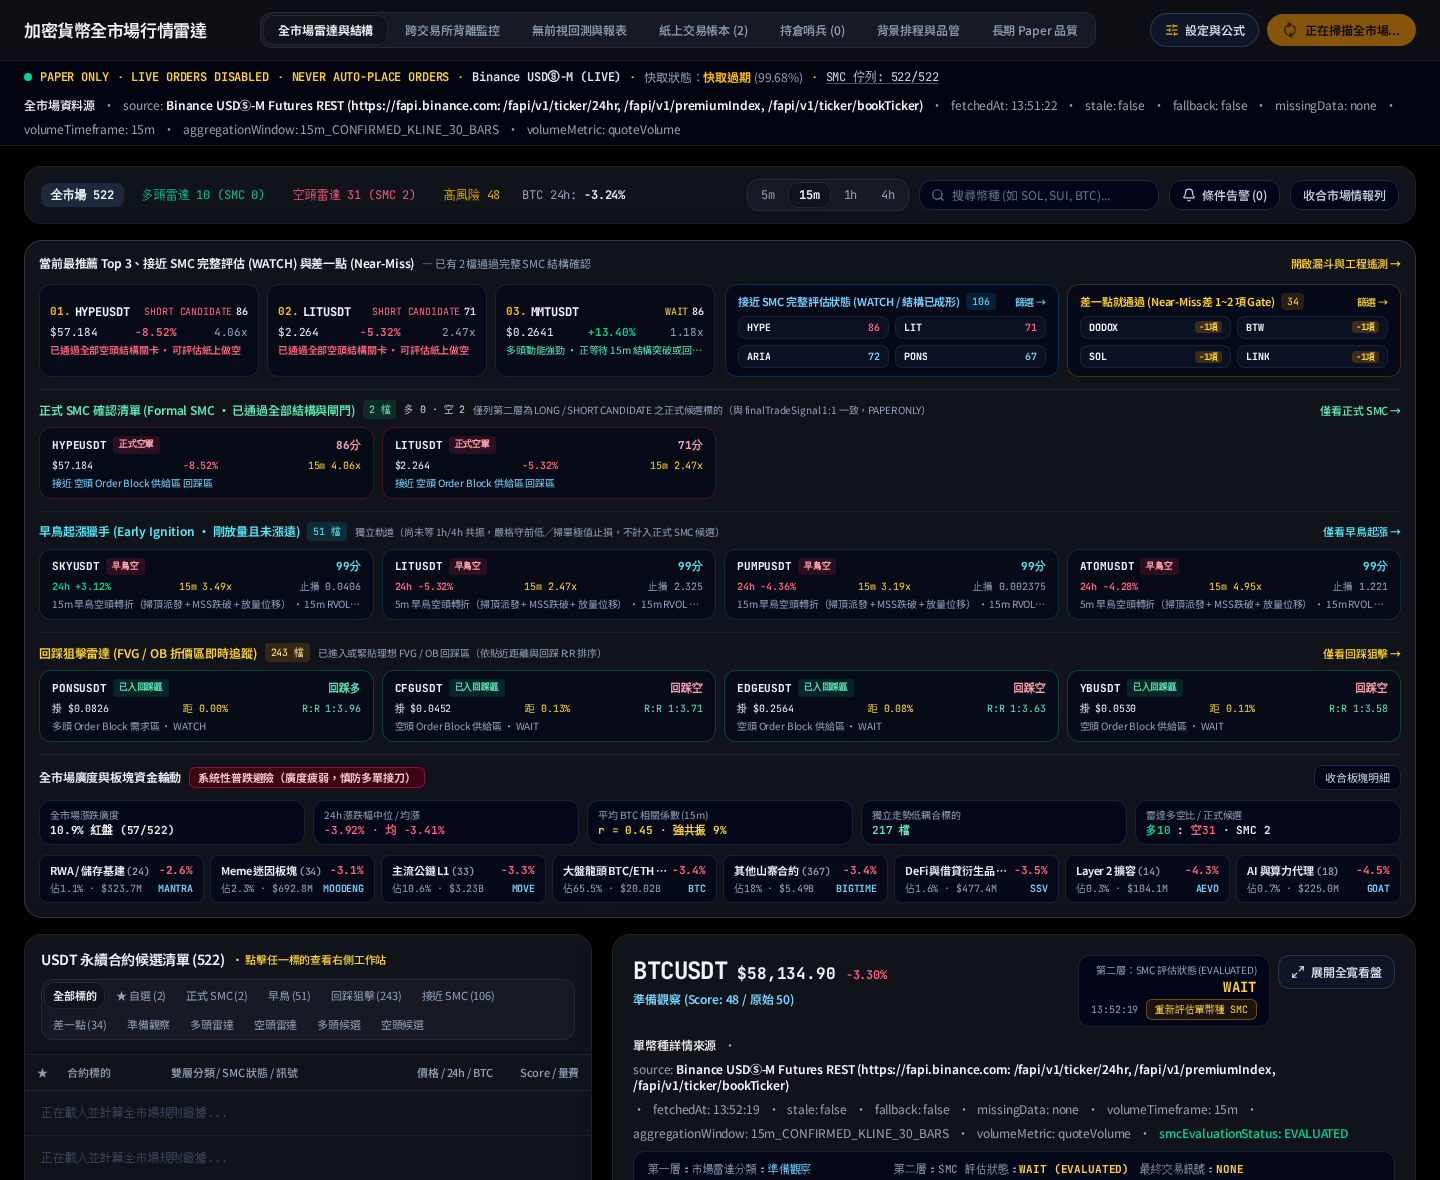 加密貨幣全市場行情雷達
全市場雷達與結構 跨交易所背離監控 無前視回測與報表 紙上交易帳本 (2) 持倉哨兵 (0) 背景排程與品管 長期 Paper 品質
設定與公式 正在掃描全市場...
PAPER ONLY · LIVE ORDERS DISABLED · NEVER AUTO-PLACE ORDERS · Binance USDⓈ-M (LIVE) · 快取狀態：快取過期 (99.68%) · SMC 佇列: 522/522
全市場資料源 • source: Binance USDⓈ-M Futures REST (https://fapi.binance.com: /fapi/v1/ticker/24hr, /fapi/v1/premiumIndex, /fapi/v1/ticker/bookTicker) • fetchedAt: 13:51:22 • stale: false • fallback: false • missingData: none •
volumeTimeframe: 15m • aggregationWindow: 15m_CONFIRMED_KLINE_30_BARS • volumeMetric: quoteVolume
全市場 522 多頭雷達 10 (SMC 0) 空頭雷達 31 (SMC 2) 高風險 48 BTC 24h: -3.24%
5m 15m 1h 4h 搜尋幣種 (如 SOL, SUI, BTC)... 條件告警 (0) 收合市場情報列
當前最推薦 Top 3、接近 SMC 完整評估 (WATCH) 與差一點 (Near-Miss) — 已有 2 檔通過完整 SMC 結構確認 開啟漏斗與工程遙測 →
01. HYPEUSDT SHORT CANDIDATE 86
$57.184 -8.52% 4.06x
已通過全部空頭結構關卡 • 可評估紙上做空
02. LITUSDT SHORT CANDIDATE 71
$2.264 -5.32% 2.47x
已通過全部空頭結構關卡 • 可評估紙上做空
03. MMTUSDT WAIT 86
$0.2641 +13.40% 1.18x
多頭動能強勁 • 正等待 15m 結構突破或回⋯
接近 SMC 完整評估狀態 (WATCH / 結構已成形) 106 篩選 →
HYPE 86 LIT 71
ARIA 72 PONS 67
差一點就通過 (Near-Miss 差 1~2 項 Gate) 34 篩選 →
DODOX -1項 BTW -1項
SOL -1項 LINK -1項
正式 SMC 確認清單 (Formal SMC • 已通過全部結構與閘門) 2 檔 多 0 · 空 2 僅列第二層為 LONG / SHORT CANDIDATE 之正式候選標的（與 finalTradeSignal 1:1 一致，PAPER ONLY） 僅看正式 SMC →
HYPEUSDT 正式空單 86分
$57.184 -8.52% 15m 4.06x
接近 空頭 Order Block 供給區 回踩區
LITUSDT 正式空單 71分
$2.264 -5.32% 15m 2.47x
接近 空頭 Order Block 供給區 回踩區
早鳥起漲獵手 (Early Ignition • 剛放量且未漲遠) 51 檔 獨立軌道（尚未等 1h/4h 共振，嚴格守前低／掃單極值止損，不計入正式 SMC 候選） 僅看早鳥起漲 →
SKYUSDT 早鳥空 99分
24h +3.12% 15m 3.49x 止損 0.0406
15m 早鳥空頭轉折（掃頂派發 + MSS跌破 + 放量位移） • 15m RVOL⋯
LITUSDT 早鳥空 99分
24h -5.32% 15m 2.47x 止損 2.325
5m 早鳥空頭轉折（掃頂派發 + MSS跌破 + 放量位移） • 15m RVOL ⋯
PUMPUSDT 早鳥空 99分
24h -4.36% 15m 3.19x 止損 0.002375
15m 早鳥空頭轉折（掃頂派發 + MSS跌破 + 放量位移） • 15m RVOL⋯
ATOMUSDT 早鳥空 99分
24h -4.28% 15m 4.95x 止損 1.221
5m 早鳥空頭轉折（掃頂派發 + MSS跌破 + 放量位移） • 15m RVOL ⋯
回踩狙擊雷達 (FVG / OB 折價區即時追蹤) 243 檔 已進入或緊貼理想 FVG / OB 回踩區（依貼近距離與回踩 R:R 排序） 僅看回踩狙擊 →
PONSUSDT 已入回踩區 回踩多
掛 $0.0826 距 0.00% R:R 1:3.96
多頭 Order Block 需求區 • WATCH
CFGUSDT 已入回踩區 回踩空
掛 $0.0452 距 0.13% R:R 1:3.71
空頭 Order Block 供給區 • WAIT
EDGEUSDT 已入回踩區 回踩空
掛 $0.2564 距 0.08% R:R 1:3.63
空頭 Order Block 供給區 • WAIT
YBUSDT 已入回踩區 回踩空
掛 $0.0530 距 0.11% R:R 1:3.58
空頭 Order Block 供給區 • WAIT
全市場廣度與板塊資金輪動 系統性普跌避險（廣度疲弱，慎防多單接刀） 收合板塊明細
全市場漲跌廣度
10.9% 紅盤 (57/522)
24h 漲跌幅中位 / 均漲
-3.92% · 均 -3.41%
平均 BTC 相關係數 (15m)
r = 0.45 · 強共振 9%
獨立走勢低耦合標的
217 檔
雷達多空比 / 正式候選
多10 : 空31 · SMC 2
RWA / 儲存基建 (24) -2.6%
佔1.1% · $323.7M MANTRA
Meme 迷因板塊 (34) -3.1%
佔2.3% · $692.8M MOODENG
主流公鏈 L1 (33) -3.3%
佔10.6% · $3.23B MOVE
大盤龍頭 BTC/ETH ⋯ -3.4%
佔65.5% · $20.02B BTC
其他山寨合約 (367) -3.4%
佔18% · $5.49B BIGTIME
DeFi 與借貸衍生品⋯ -3.5%
佔1.6% · $477.4M SSV
Layer 2 擴容 (14) -4.3%
佔0.3% · $104.1M AEVO
AI 與算力代理 (18) -4.5%
佔0.7% · $225.0M GOAT
USDT 永續合約候選清單 (522) • 點擊任一標的查看右側工作站
全部標的 ★ 自選 (2) 正式 SMC (2) 早鳥 (51) 回踩狙擊 (243) 接近 SMC (106)
差一點 (34) 準備觀察 多頭雷達 空頭雷達 多頭候選 空頭候選
★ 合約標的 雙層分類 / SMC 狀態 / 訊號 價格 / 24h / BTC Score / 量費
正在載入並計算全市場規則證據...
正在載入並計算全市場規則證據...
BTCUSDT $58,134.90 -3.30%
準備觀察 (Score: 48 / 原始 50)
第二層：SMC 評估狀態 (EVALUATED)
WAIT
13:52:19 重新評估單幣種 SMC
展開全寬看盤
單幣種詳情來源 •
source: Binance USDⓈ-M Futures REST (https://fapi.binance.com: /fapi/v1/ticker/24hr, /fapi/v1/premiumIndex,
/fapi/v1/ticker/bookTicker)
• fetchedAt: 13:52:19 • stale: false • fallback: false • missingData: none • volumeTimeframe: 15m •
aggregationWindow: 15m_CONFIRMED_KLINE_30_BARS • volumeMetric: quoteVolume • smcEvaluationStatus: EVALUATED
第一層：市場雷達分類：準備觀察 第二層：SMC 評估狀態：WAIT (EVALUATED) 最終交易訊號：NONE